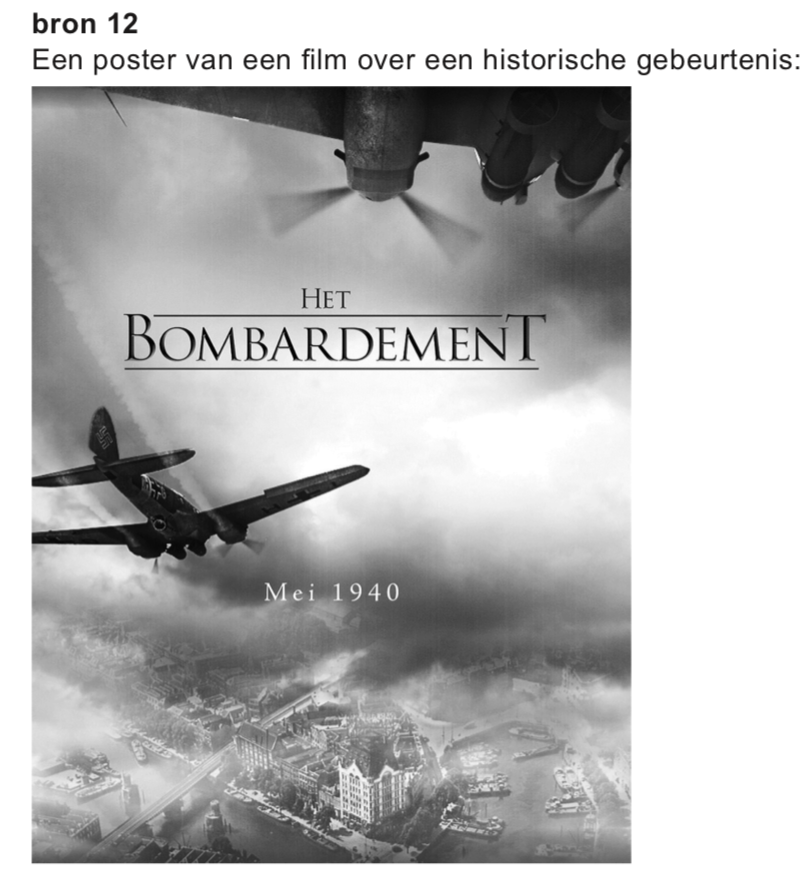 bron 12
Een poster van een film over een historische gebeurtenis:
HET
BOMBARDEMENT
Mei 1940